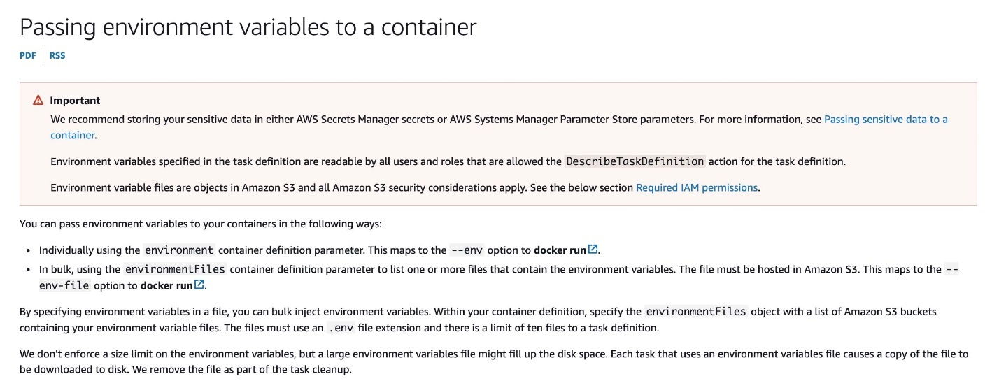 Passing environment variables to a container
PDF | RSS
Important
We recommend storing your sensitive data in either AWS Secrets Manager secrets or AWS Systems Manager Parameter Store parameters. For more information, see Passing sensitive data to a
container.
Environment variables specified in the task definition are readable by all users and roles that are allowed the DescribeTaskDefinition action for the task definition.
Environment variable files are objects in Amazon S3 and all Amazon S3 security considerations apply. See the below section Required IAM permissions.
You can pass environment variables to your containers in the following ways:
• Individually using the environment container definition parameter. This maps to the --env option to docker run.
• In bulk, using the environmentFiles container definition parameter to list one or more files that contain the environment variables. The file must be hosted in Amazon S3. This maps to the --
env-file option to docker run.
By specifying environment variables in a file, you can bulk inject environment variables. Within your container definition, specify the environmentFiles object with a list of Amazon S3 buckets
containing your environment variable files. The files must use an .env file extension and there is a limit of ten files to a task definition.
We don't enforce a size limit on the environment variables, but a large environment variables file might fill up the disk space. Each task that uses an environment variables file causes a copy of the file to
be downloaded to disk. We remove the file as part of the task cleanup.